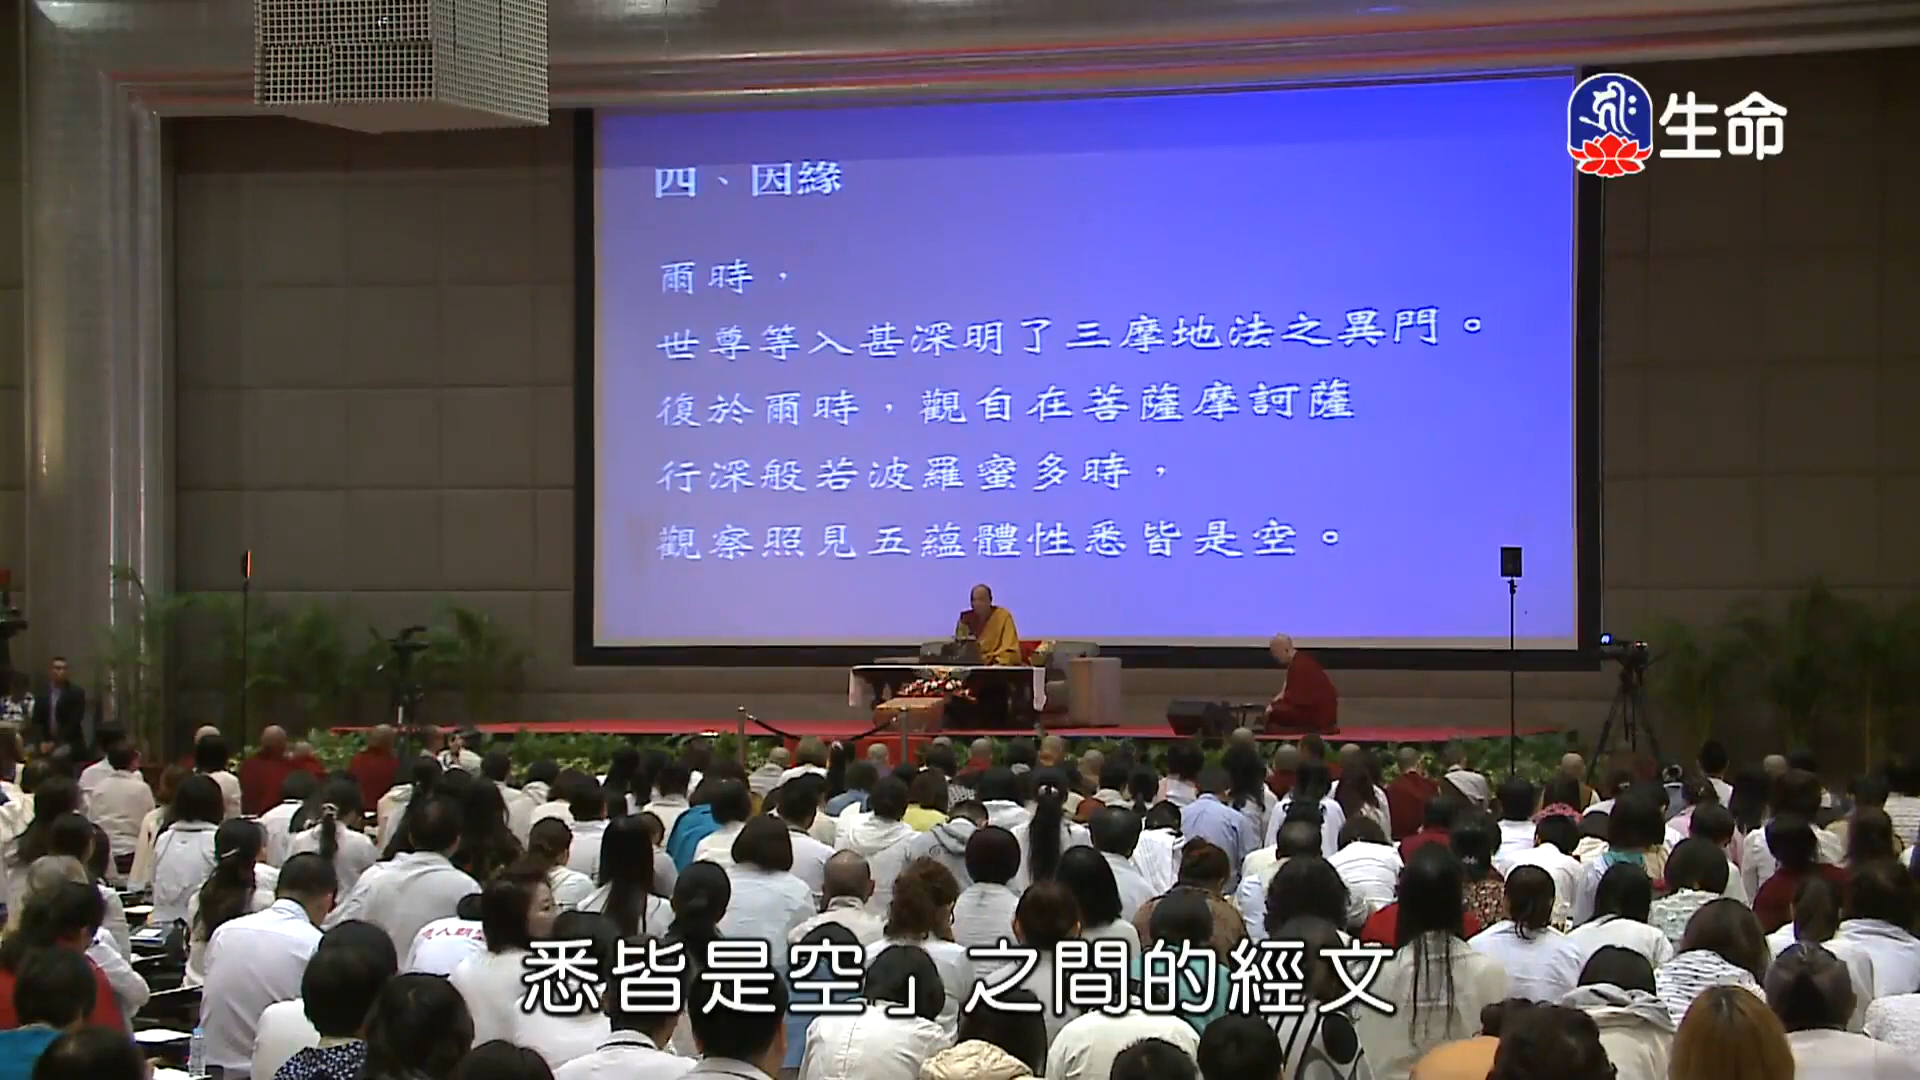 生命
四、因緣
爾時，
世尊等入甚深明了三摩地法之異門。
復於爾時，觀自在菩薩摩訶薩
行深般若波羅蜜多時，
觀察照見五蘊體性悉皆是空。
悉皆是空」之間的經文